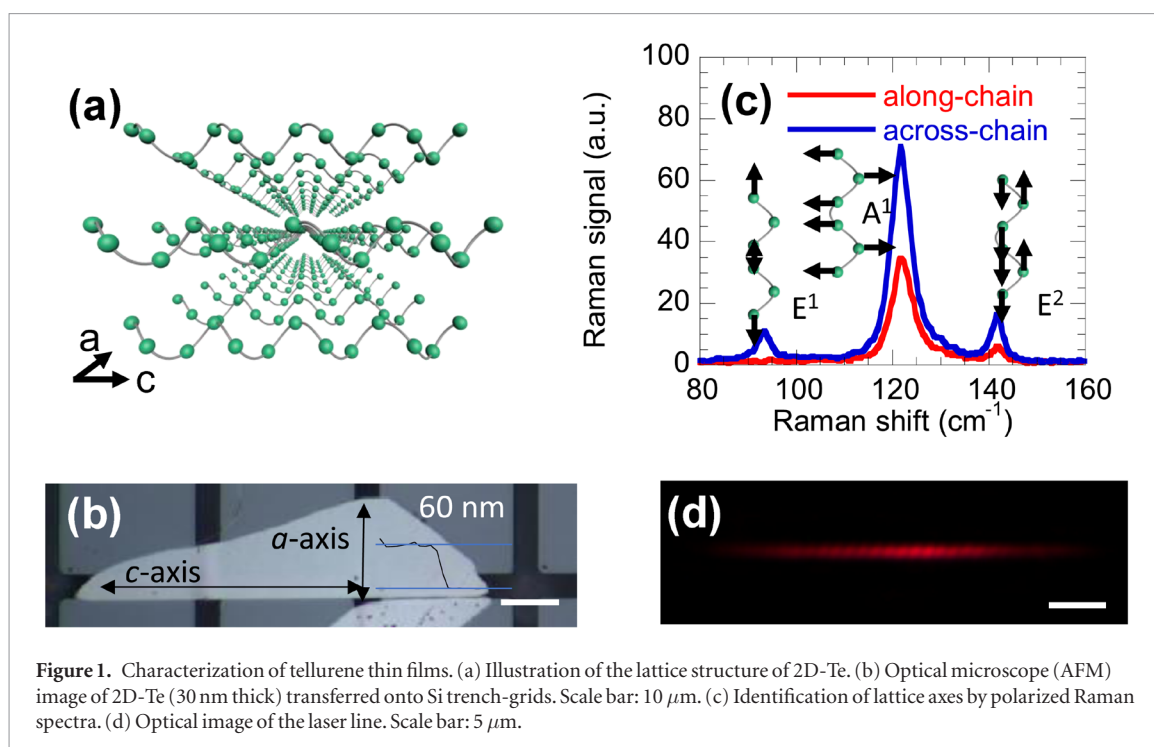 (a)
a
c
(c)
along-chain
across-chain
A¹
E¹
E²
Raman signal (a.u.)
100
80
60
40
20
0
80 100 120 140 160
Raman shift (cm⁻¹)
(b)
60 nm
a-axis
c-axis
(d)
Figure 1. Characterization of tellurene thin films. (a) Illustration of the lattice structure of 2D-Te. (b) Optical microscope (AFM)
image of 2D-Te (30 nm thick) transferred onto Si trench-grids. Scale bar: 10 μm. (c) Identification of lattice axes by polarized Raman
spectra. (d) Optical image of the laser line. Scale bar: 5 μm.